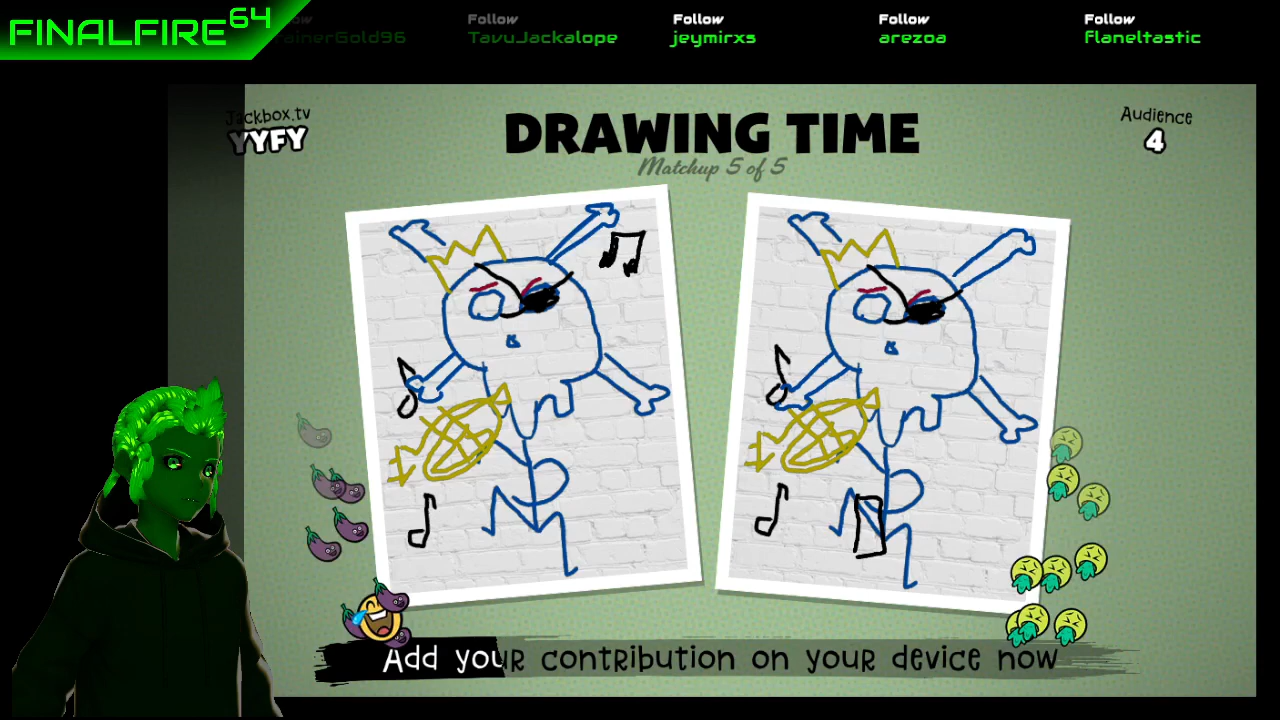 FINALFIRE64
Follow
TavuJackalope
Follow
jeymirxs
Follow
arezoa
Follow
Flaneltastic
ainerGold96
Jackbox.tv
YYFY
DRAWING TIME
Matchup 5 of 5
Audience
4
Add your contribution on your device now